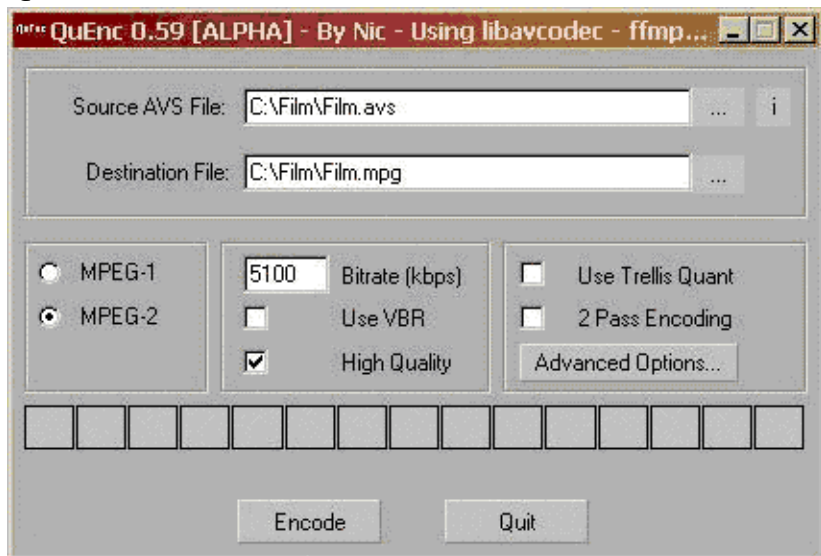 QuEnc 0.59 [ALPHA] - By Nic - Using libavcodec - ffmp...
Source AVS File: C:\Film\Film.avs ... i
Destination File: C:\Film\Film.mpg ...
MPEG-1 5100 Bitrate (kbps) Use Trellis Quant
MPEG-2 Use VBR 2 Pass Encoding
High Quality Advanced Options...
Encode Quit